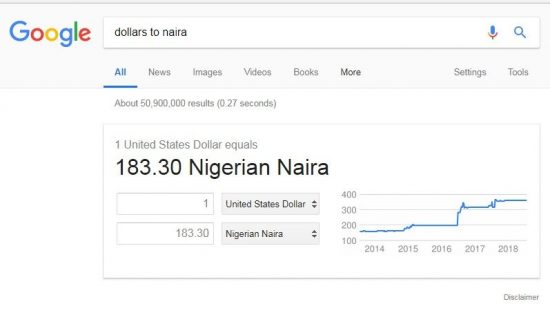 Google dollars to naira
All News Images Videos Books More Settings Tools
About 50,900,000 results (0.27 seconds)
1 United States Dollar equals
183.30 Nigerian Naira
1 United States Dollar
183.30 Nigerian Naira
400
300
200
100
2014 2015 2016 2017 2018
Disclaimer